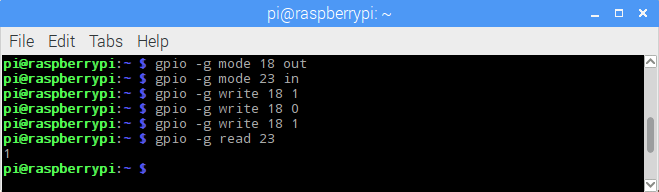 pi@raspberrypi: ~
File Edit Tabs Help
pi@raspberrypi:~ $ gpio -g mode 18 out
pi@raspberrypi:~ $ gpio -g mode 23 in
pi@raspberrypi:~ $ gpio -g write 18 1
pi@raspberrypi:~ $ gpio -g write 18 0
pi@raspberrypi:~ $ gpio -g write 18 1
pi@raspberrypi:~ $ gpio -g read 23
1
pi@raspberrypi:~ $